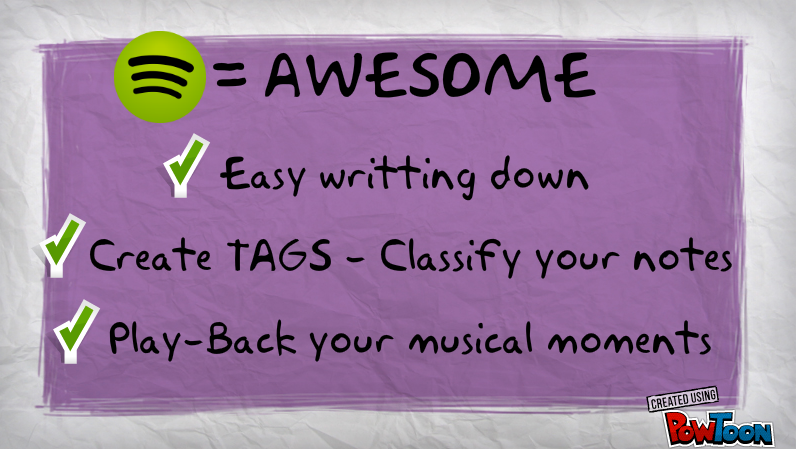 = AWESOME
Easy writting down
Create TAGS - Classify your notes
Play-Back your musical moments
CREATED USING
POWTOON